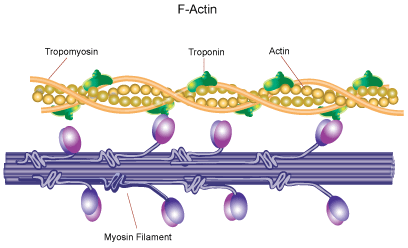 F-Actin
Tropomyosin
Troponin
Actin
Myosin Filament